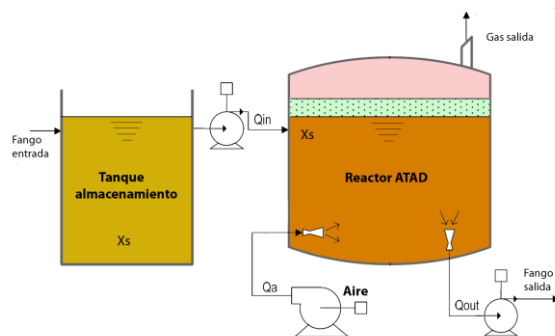 Gas salida
Fango
entrada
Qin
Xs
Tanque
almacenamiento
Reactor ATAD
Xs
Qa
Aire
Qout
Fango
salida